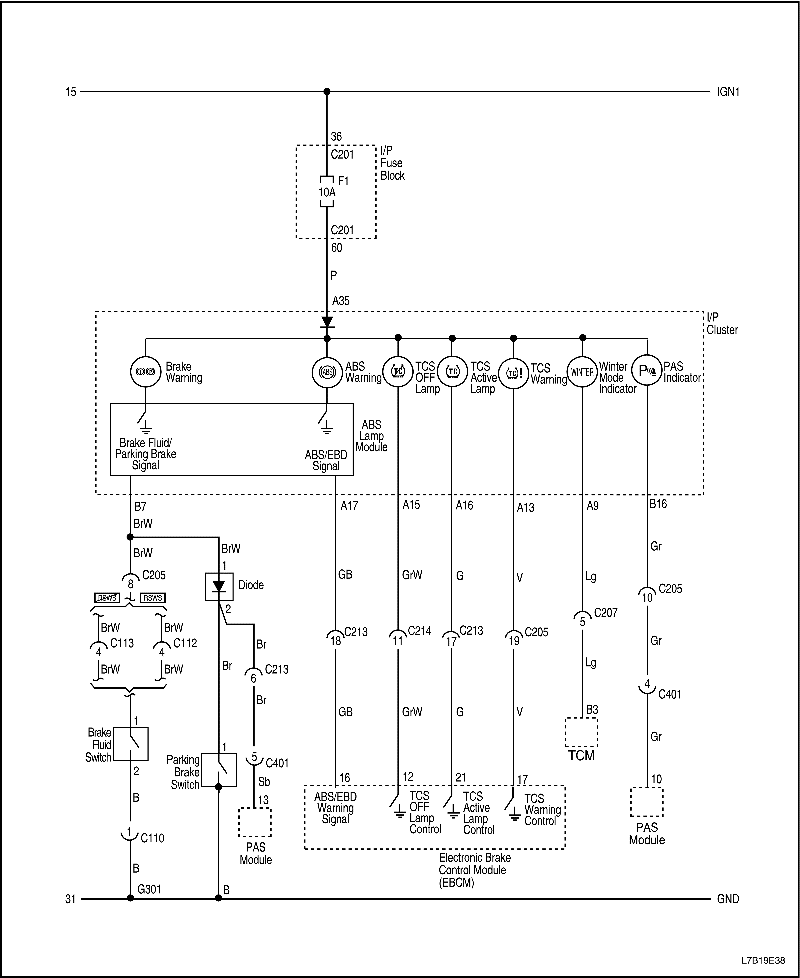 15
IGN1
36
C201
I/P
Fuse
Block
F1
10A
C201
60
P
A35
I/P
Cluster
Brake
Warning
ABS
ABS
Warning
TCS
OFF
Lamp
TCS
Active
Lamp
TCS
Warning
WINTER
Winter
Mode
Indicator
P
PAS
Indicator
Brake Fluid/
Parking Brake
Signal
ABS/EBD
Signal
ABS
Lamp
Module
B7
A17
A15
A16
A13
A9
B16
BrW
BrW
BrW
1
Diode
2
C205
8
RSWS
BrW
BrW
C113
4
C112
4
BrW
BrW
Br
Br
C213
6
Br
GB
GrW
G
V
Lg
Gr
C213
18
C214
11
C213
17
C205
19
C207
5
C205
10
Lg
Gr
4
C401
GB
GrW
G
V
B3
TCM
Gr
1
Brake
Fluid
Switch
2
1
Parking
Brake
Switch
5
C401
Sb
13
PAS
Module
16
12
21
17
10
ABS/EBD
Warning
Signal
TCS
OFF
Lamp
Control
TCS
Active
Lamp
Control
TCS
Warning
Control
PAS
Module
Electronic Brake
Control Module
(EBCM)
B
1
C110
B
G301
B
31
GND
L7B19E38